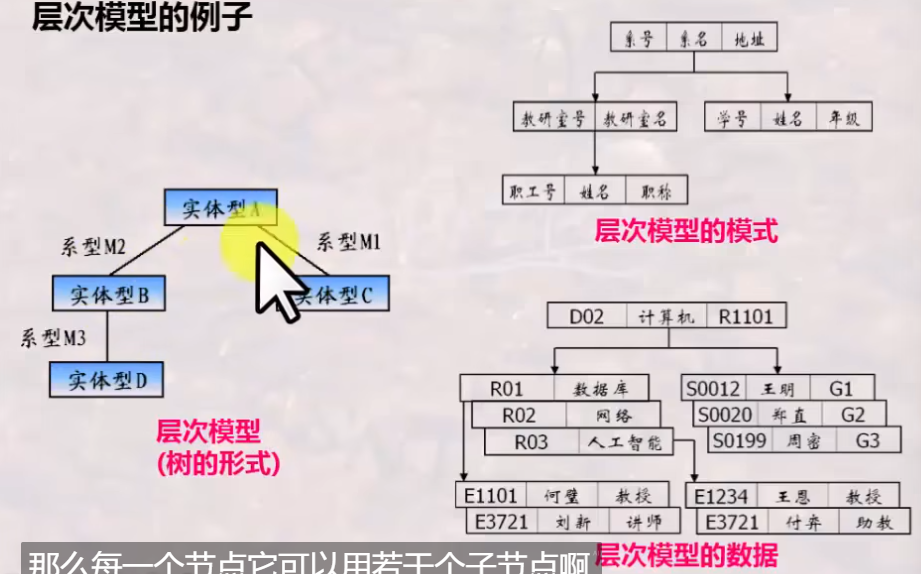 层次模型的例子
系号 系名 地址
教研室号 教研室名
学号 姓名 年级
职工号 姓名 职称
层次模型的模式
实体型A
系型M2
系型M1
实体型B
实体型C
系型M3
实体型D
层次模型
(树的形式)
D02 计算机 R1101
R01 数据库
R02 网络
R03 人工智能
S0012 王明 G1
S0020 郑直 G2
S0199 周密 G3
E1101 何璧 教授
E3721 刘新 讲师
E1234 王恩 教授
E3721 付弈 助教
层次模型的数据
那么每一个节点它可以用若干个子节点啊